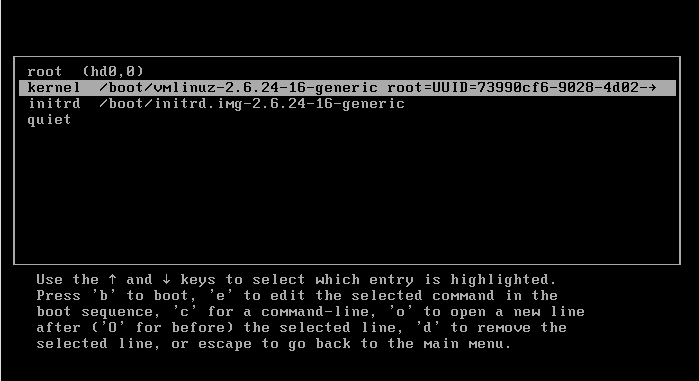 root (hd0,0)
kernel /boot/vmlinuz-2.6.24-16-generic root=UUID=73990cf6-9028-4d02-→
initrd /boot/initrd.img-2.6.24-16-generic
quiet
Use the ↑ and ↓ keys to select which entry is highlighted.
Press 'b' to boot, 'e' to edit the selected command in the
boot sequence, 'c' for a command-line, 'o' to open a new line
after ('O' for before) the selected line, 'd' to remove the
selected line, or escape to go back to the main menu.